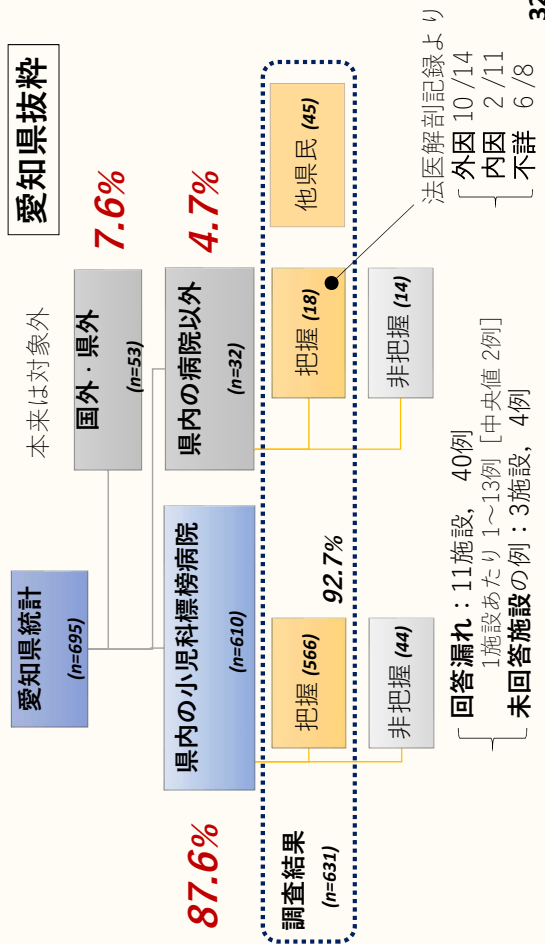 愛知県抜粋
愛知県統計
(n=695)
本来は対象外
国外・県外
(n=53)
7.6%
87.6%
県内の小児科標榜病院
(n=610)
県内の病院以外
(n=32)
4.7%
調査結果
(n=631)
把握 (566)
92.7%
把握 (18)
他県民 (45)
非把握 (44)
非把握 (14)
回答漏れ:11施設, 40例
1施設あたり 1~13例 [中央値 2例]
未回答施設の例:3施設, 4例
法医解剖記録より
外因 10 /14
内因 2 /11
不詳 6 /8
32